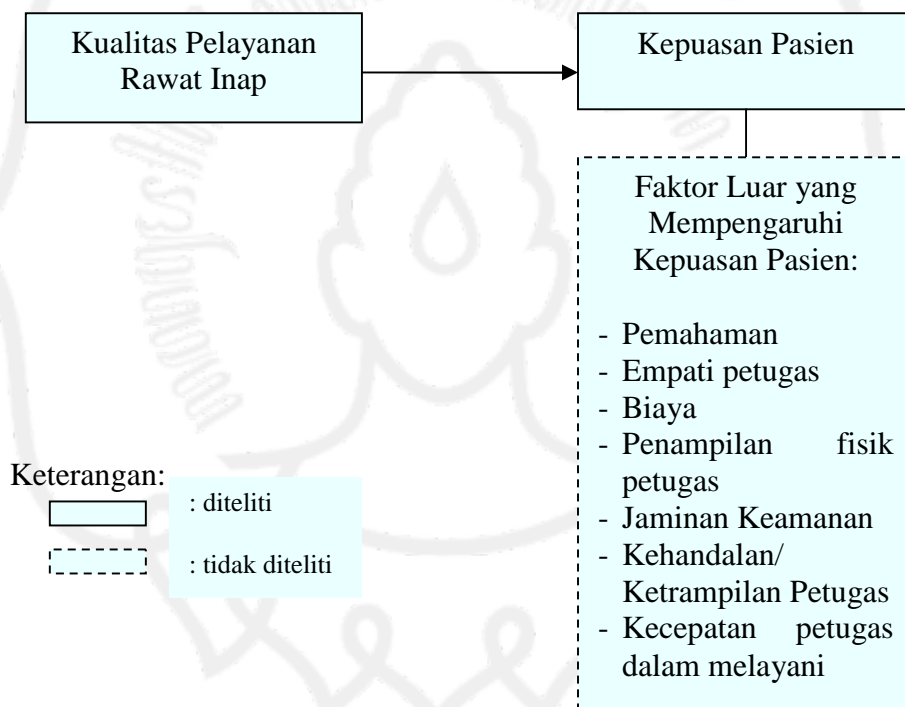 Kualitas Pelayanan
Rawat Inap
Kepuasan Pasien
Faktor Luar yang
Mempengaruhi
Kepuasan Pasien:
- Pemahaman
- Empati petugas
- Biaya
- Penampilan fisik
petugas
- Jaminan Keamanan
- Kehandalan/
Ketrampilan Petugas
- Kecepatan petugas
dalam melayani
Keterangan:
: diteliti
: tidak diteliti